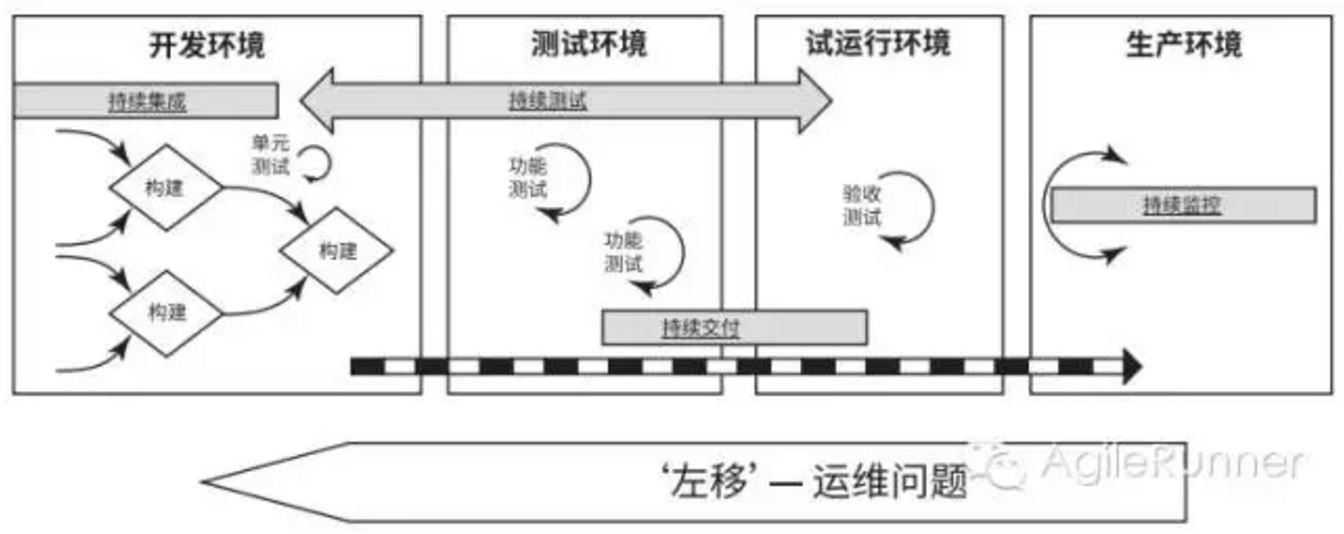 开发环境
测试环境
试运行环境
生产环境
持续集成
持续测试
单元
测试
构建
构建
构建
功能
测试
功能
测试
验收
测试
持续监控
持续交付
‘左移’ — 运维问题
AgileRunner